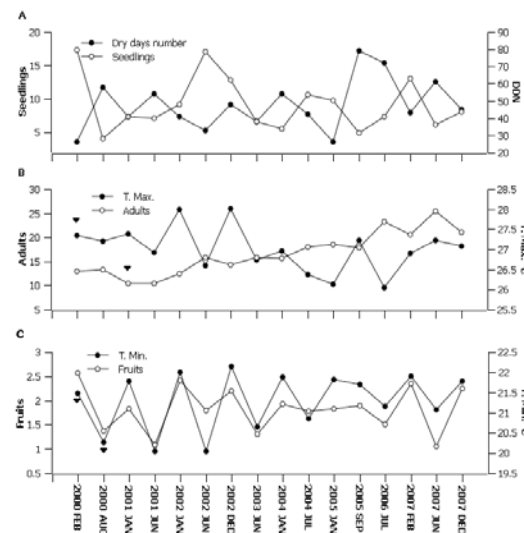 A
Dry days number
Seedlings
Seedlings
DDN
20
15
10
5
90
80
70
60
50
40
30
20
B
T. Max.
Adults
Adults
30
25
20
15
10
5
28.5
28
27.5
27
26.5
26
25.5
C
T. Min.
Fruits
Fruits
3
2.5
2
1.5
1
0.5
22.5
22
21.5
21
20.5
20
19.5
2000 FEB
2000 AUG
2001 JAN
2001 JUN
2002 JAN
2002 JUN
2002 DEC
2003 JUN
2004 JAN
2004 JUL
2005 JAN
2005 SEP
2006 JUL
2007 FEB
2007 JUN
2007 DEC